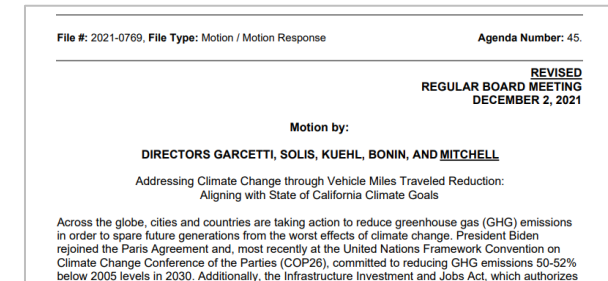 File #: 2021-0769, File Type: Motion / Motion Response Agenda Number: 45.
REVISED
REGULAR BOARD MEETING
DECEMBER 2, 2021
Motion by:
DIRECTORS GARCETTI, SOLIS, KUEHL, BONIN, AND MITCHELL
Addressing Climate Change through Vehicle Miles Traveled Reduction:
Aligning with State of California Climate Goals
Across the globe, cities and countries are taking action to reduce greenhouse gas (GHG) emissions
in order to spare future generations from the worst effects of climate change. President Biden
rejoined the Paris Agreement and, most recently at the United Nations Framework Convention on
Climate Change Conference of the Parties (COP26), committed to reducing GHG emissions 50-52%
below 2005 levels in 2030. Additionally, the Infrastructure Investment and Jobs Act, which authorizes